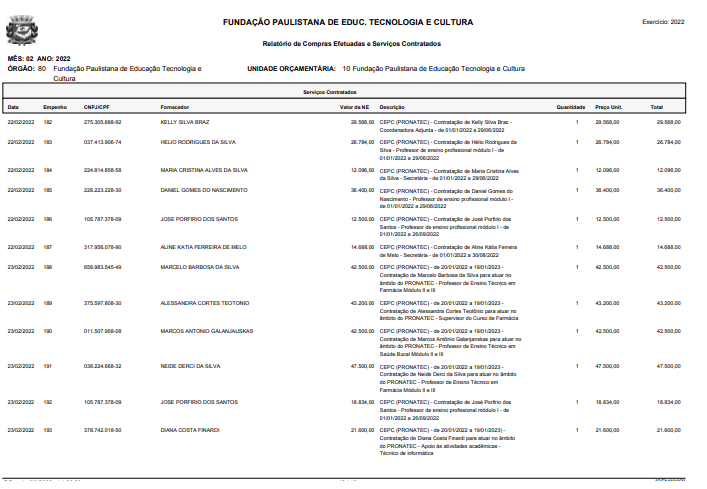 FUNDAÇÃO PAULISTANA DE EDUC. TECNOLOGIA E CULTURA
Exercício: 2022
Relatório de Compras Efetuadas e Serviços Contratados
MÊS: 02 ANO: 2022
ÓRGÃO: 80 Fundação Paulistana de Educação Tecnologia e Cultura
UNIDADE ORÇAMENTÁRIA: 10 Fundação Paulistana de Educação Tecnologia e Cultura
Serviços Contratados
Data Empenho CNPJ/CPF Fornecedor Valor da NE Descrição Quantidade Preço Unit. Total
22/02/2022 182 275.305.688-92 KELLY SILVA BRAZ 29.568,00 CEPC (PRONATEC) - Contratação de Kelly Silva Braz - 1 29.568,00 29.568,00
Coordenadora Adjunta - de 01/01/2022 a 29/06/2022
22/02/2022 183 037.413.906-74 HELIO RODRIGUES DA SILVA 26.784,00 CEPC (PRONATEC) - Contratação de Hélio Rodrigues da 1 26.784,00 26.784,00
Silva - Professor de ensino profissional módulo I - de
01/01/2022 a 29/06/2022
22/02/2022 184 224.814.858-58 MARIA CRISTINA ALVES DA SILVA 12.096,00 CEPC (PRONATEC) - Contratação de Maria Cristina Alves 1 12.096,00 12.096,00
da Silva - Secretária - de 01/01/2022 a 29/06/2022
22/02/2022 185 228.223.228-30 DANIEL GOMES DO NASCIMENTO 36.400,00 CEPC (PRONATEC) - Contratação de Daniel Gomes do 1 36.400,00 36.400,00
Nascimento - Professor de ensino profissional módulo I -
de 01/01/2022 a 29/06/2022
22/02/2022 186 105.787.378-09 JOSE PORFIRIO DOS SANTOS 12.500,00 CEPC (PRONATEC) - Contratação de José Porfírio dos 1 12.500,00 12.500,00
Santos - Professor de ensino profissional módulo I - de
01/01/2022 a 26/09/2022
22/02/2022 187 317.956.078-90 ALINE KATIA FERREIRA DE MELO 14.688,00 CEPC (PRONATEC) - Contratação de Aline Kátia Ferreira 1 14.688,00 14.688,00
de Melo - Secretária - de 01/01/2022 a 30/08/2022
23/02/2022 188 658.983.545-49 MARCELO BARBOSA DA SILVA 42.500,00 CEPC (PRONATEC) - de 20/01/2022 a 19/01/2023 - 1 42.500,00 42.500,00
Contratação de Marcelo Barbosa da Silva para atuar no
âmbito do PRONATEC - Professor de Ensino Técnico em
Farmácia Módulo II e III
23/02/2022 189 375.597.808-30 ALESSANDRA CORTES TEOTONIO 43.200,00 CEPC (PRONATEC) - de 20/01/2022 a 19/01/2023 - 1 43.200,00 43.200,00
Contratação de Alessandra Cortes Teotônio para atuar no
âmbito do PRONATEC - Supervisor do Curso de Farmácia
23/02/2022 190 011.507.958-08 MARCOS ANTONIO GALANJAUSKAS 42.500,00 CEPC (PRONATEC) - de 20/01/2022 a 19/01/2023 - 1 42.500,00 42.500,00
Contratação de Marcos Antônio Galanjauskas para atuar no
âmbito do PRONATEC - Professor de Ensino Técnico em
Saúde Bucal Módulo II e III
23/02/2022 191 038.224.668-32 NEIDE DERCI DA SILVA 47.500,00 CEPC (PRONATEC) - de 20/01/2022 a 19/01/2023 - 1 47.500,00 47.500,00
Contratação de Neide Derci da Silva para atuar no âmbito
do PRONATEC - Professor de Ensino Técnico em
Farmácia Módulo II e III
23/02/2022 192 105.787.378-09 JOSE PORFIRIO DOS SANTOS 18.834,00 CEPC (PRONATEC) - Contratação de José Porfírio dos 1 18.834,00 18.834,00
Santos - Professor de ensino profissional módulo I - de
01/01/2022 a 26/09/2022
23/02/2022 193 378.742.018-50 DIANA COSTA FINARDI 21.600,00 CEPC (PRONATEC) - de 20/01/2022 a 19/01/2023) - 1 21.600,00 21.600,00
Contratação de Diana Costa Finardi para atuar no âmbito
do PRONATEC - Apoio às atividades acadêmicas -
Técnico de informática